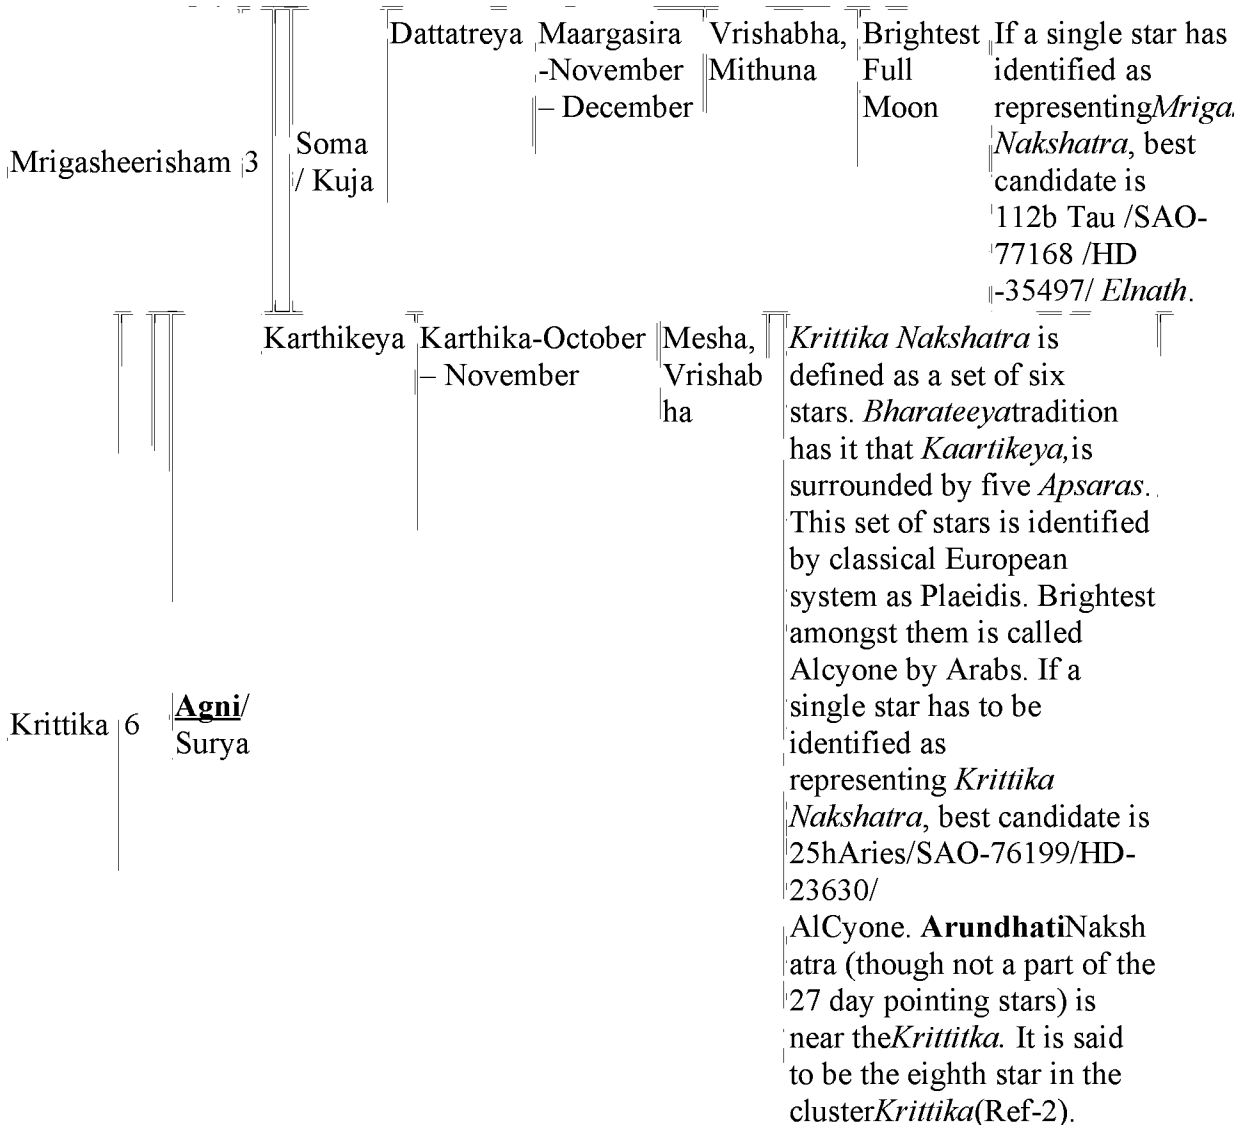 Mrigasheerisham 3
Soma
/ Kuja
Dattatreya
Maargasira
-November
– December
Vrishabha,
Mithuna
Brightest
Full
Moon
If a single star has
identified as
representingMriga
Nakshatra, best
candidate is
112b Tau /SAO-
77168 /HD
-35497/ Elnath.
Krittika 6
Agni/
Surya
Karthikeya
Karthika-October
– November
Mesha,
Vrishab
ha
Krittika Nakshatra is
defined as a set of six
stars. Bharateeyatradition
has it that Kaartikeya,is
surrounded by five Apsaras.
This set of stars is identified
by classical European
system as Plaeidis. Brightest
amongst them is called
Alcyone by Arabs. If a
single star has to be
identified as
representing Krittika
Nakshatra, best candidate is
25hAries/SAO-76199/HD-
23630/
AlCyone. ArundhatiNaksh
atra (though not a part of the
27 day pointing stars) is
near theKrittitka. It is said
to be the eighth star in the
clusterKrittika(Ref-2).